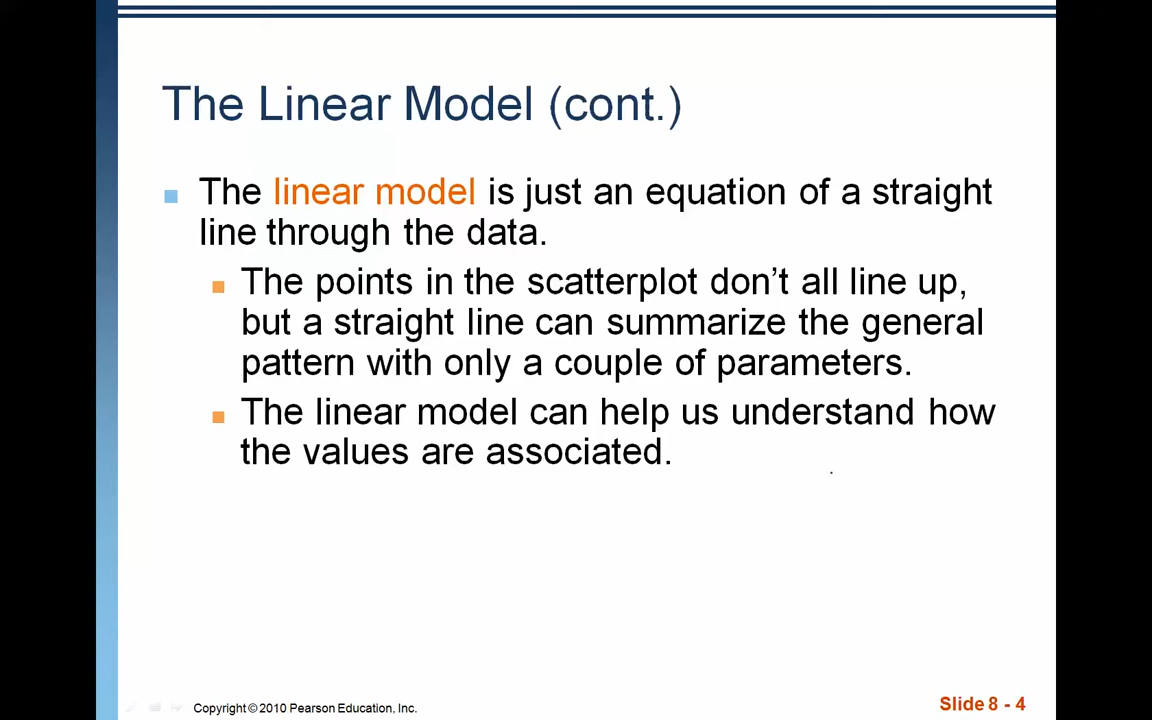 The Linear Model (cont.)
The linear model is just an equation of a straight
line through the data.
The points in the scatterplot don’t all line up,
but a straight line can summarize the general
pattern with only a couple of parameters.
The linear model can help us understand how
the values are associated.
Copyright © 2010 Pearson Education, Inc.
Slide 8 - 4